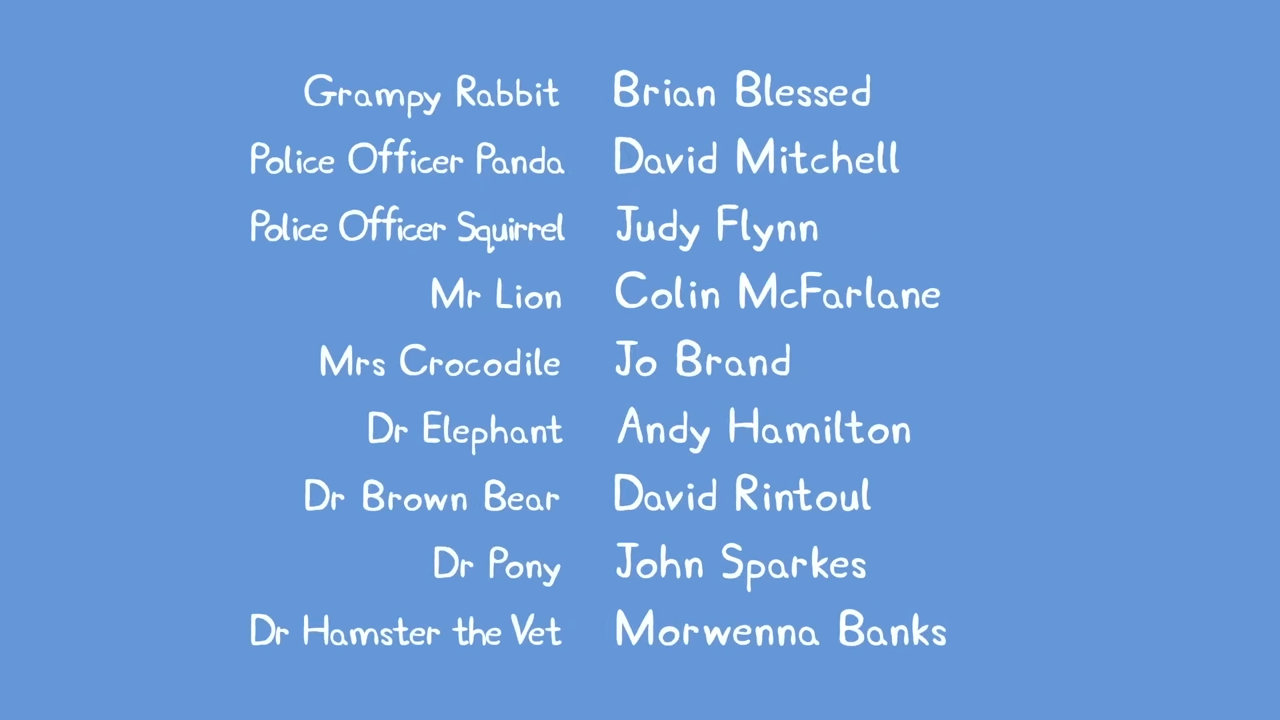 Grampy Rabbit Brian Blessed
Police Officer Panda David Mitchell
Police Officer Squirrel Judy Flynn
Mr Lion Colin McFarlane
Mrs Crocodile Jo Brand
Dr Elephant Andy Hamilton
Dr Brown Bear David Rintoul
Dr Pony John Sparkes
Dr Hamster the Vet Morwenna Banks